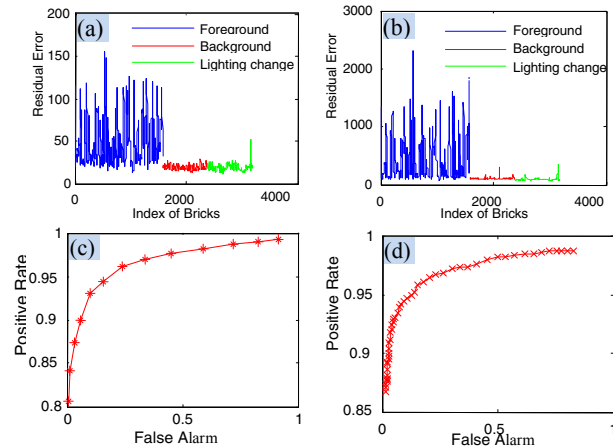 (a)
Foreground
Background
Lighting change
Residual Error
200
150
100
50
0
0
2000
4000
Index of Bricks
(b)
Foreground
Background
Lighting change
Residual Error
3000
2000
1000
0
0
2000
4000
Index of Bricks
(c)
Positive Rate
1
0.95
0.9
0.85
0.8
0
0.5
1
False Alarm
(d)
Positive Rate
1
0.95
0.9
0.85
0
0.5
1
False Alarm